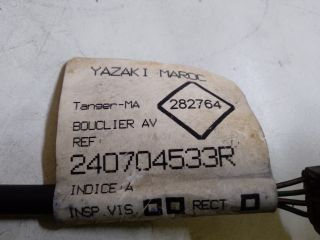 YAZAKI MAROC
Tanger-MA
282764
BOUCLIER AV
REF:
240704533R
INDICE:A
INSP VIS RECT